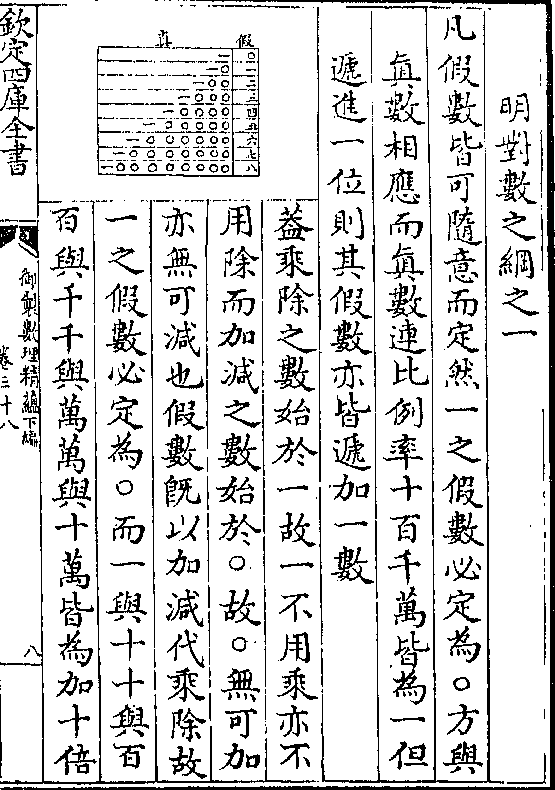 明對數之綱之一
凡假數皆可隨意而定然一之假數必定為〇方與
眞數相應而眞數連比例率十百千萬皆為一但
遞進一位則其假數亦皆遞加一數
葢乘除之數始於一故一不用乘亦不
用除而加減之數始於〇故〇無可加
亦無可減也假數既以加減代乘除故
一之假數必定為〇而一與十十與百
百與千千與萬萬與十萬皆為加十倍
假 真
〇 一
一 一〇
二 一〇〇
三 一〇〇〇
四 一〇〇〇〇
五 一〇〇〇〇〇
六 一〇〇〇〇〇〇
七 一〇〇〇〇〇〇〇
八 一〇〇〇〇〇〇〇〇
欽定四庫全書
御製數理精蘊下編
卷三十八
八